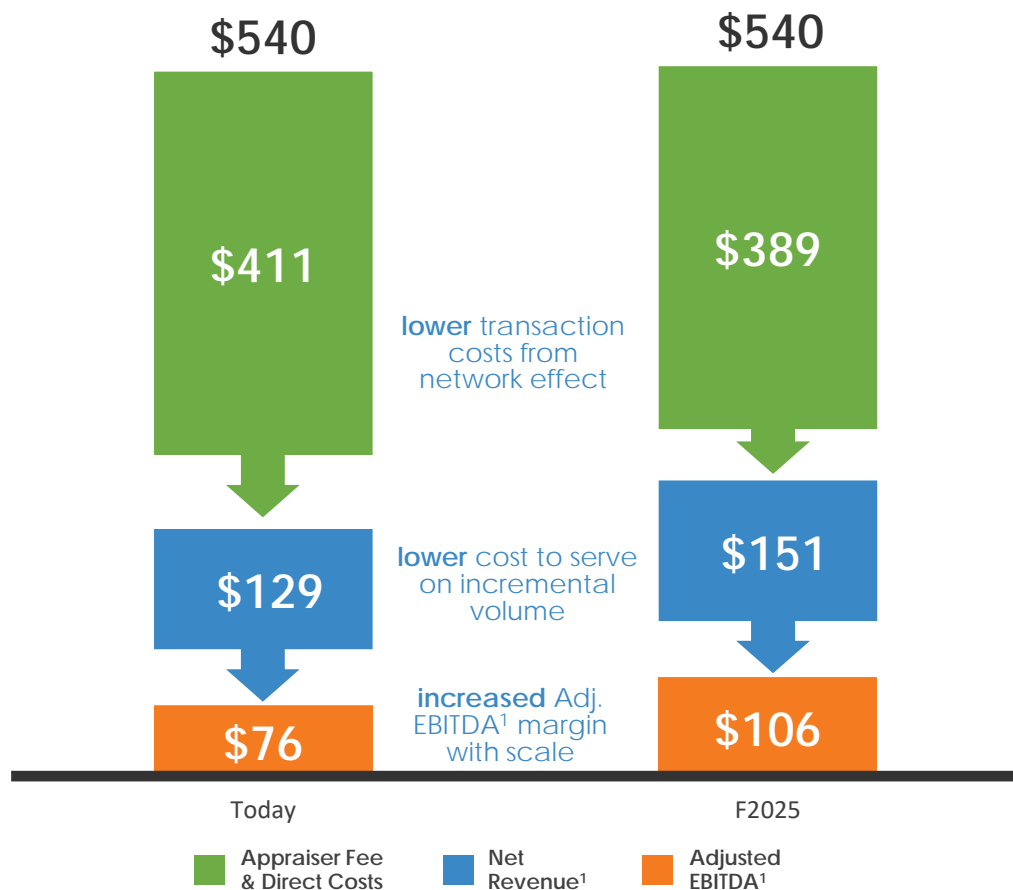 $540
$540
$411
$389
lower transaction
costs from
network effect
$129
$151
lower cost to serve
on incremental
volume
$76
$106
increased Adj.
EBITDA¹ margin
with scale
Today
F2025
Appraiser Fee
& Direct Costs
Net
Revenue¹
Adjusted
EBITDA¹